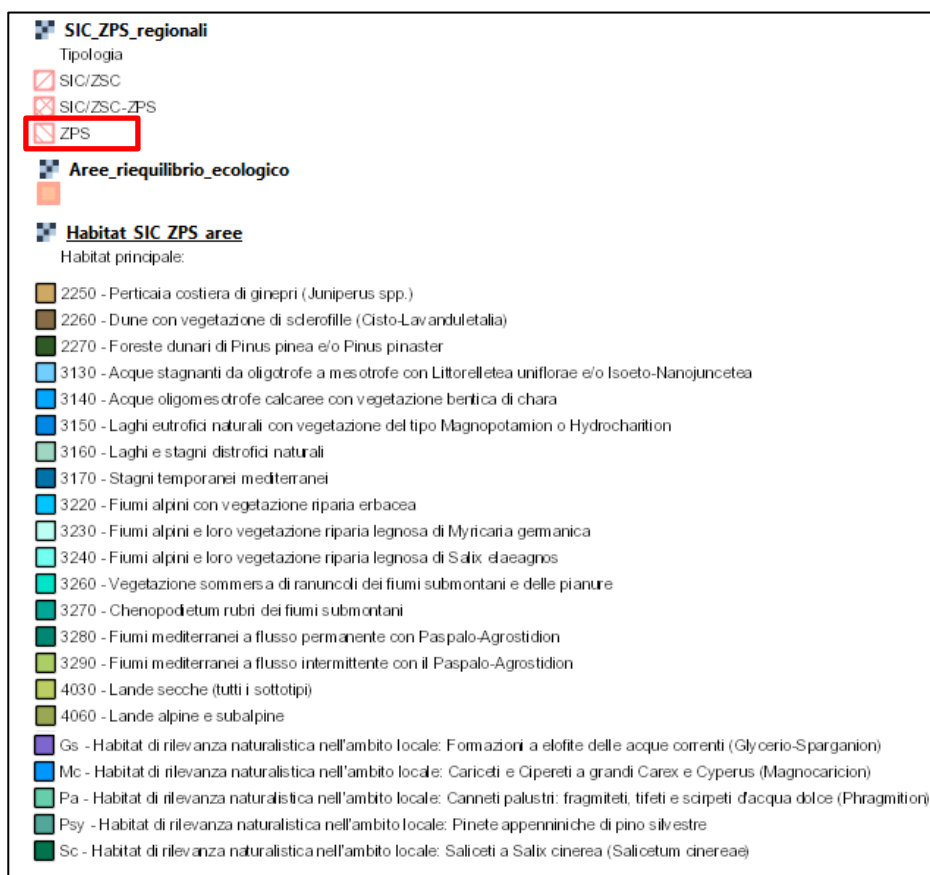 SIC_ZPS_regionali
Tipologia
SIC/ZSC
SIC/ZSC-ZPS
ZPS
Aree_riequilibrio_ecologico
Habitat SIC ZPS aree
Habitat principale:
2250 - Perticaia costiera di ginepri (Juniperus spp.)
2260 - Dune con vegetazione di sclerofille (Cisto-Lavanduletalia)
2270 - Foreste dunari di Pinus pinea e/o Pinus pinaster
3130 - Acque stagnanti da oligotrofe a mesotrofe con Littorelletea uniflorae e/o Isoeto-Nanojuncetea
3140 - Acque oligomesotrofe calcaree con vegetazione bentica di chara
3150 - Laghi eutrofici naturali con vegetazione del tipo Magnopotamion o Hydrocharition
3160 - Laghi e stagni distrofici naturali
3170 - Stagni temporanei mediterranei
3220 - Fiumi alpini con vegetazione riparia erbacea
3230 - Fiumi alpini e loro vegetazione riparia legnosa di Myricaria germanica
3240 - Fiumi alpini e loro vegetazione riparia legnosa di Salix elaeagnos
3260 - Vegetazione sommersa di ranuncoli dei fiumi submontani e delle pianure
3270 - Chenopodietum rubri dei fiumi submontani
3280 - Fiumi mediterranei a flusso permanente con Paspalo-Agrostidion
3290 - Fiumi mediterranei a flusso intermittente con il Paspalo-Agrostidion
4030 - Lande secche (tutti i sottotipi)
4060 - Lande alpine e subalpine
Gs - Habitat di rilevanza naturalistica nell'ambito locale: Formazioni a elofite delle acque correnti (Glycerio-Sparganion)
Mc - Habitat di rilevanza naturalistica nell'ambito locale: Cariceti e Cipereti a grandi Carex e Cyperus (Magnocaricion)
Pa - Habitat di rilevanza naturalistica nell'ambito locale: Canneti palustri: fragmiteti, tifeti e scirpeti d'acqua dolce (Phragmition)
Psy - Habitat di rilevanza naturalistica nell'ambito locale: Pinete appenniniche di pino silvestre
Sc - Habitat di rilevanza naturalistica nell'ambito locale: Saliceti a Salix cinerea (Salicetum cinereae)